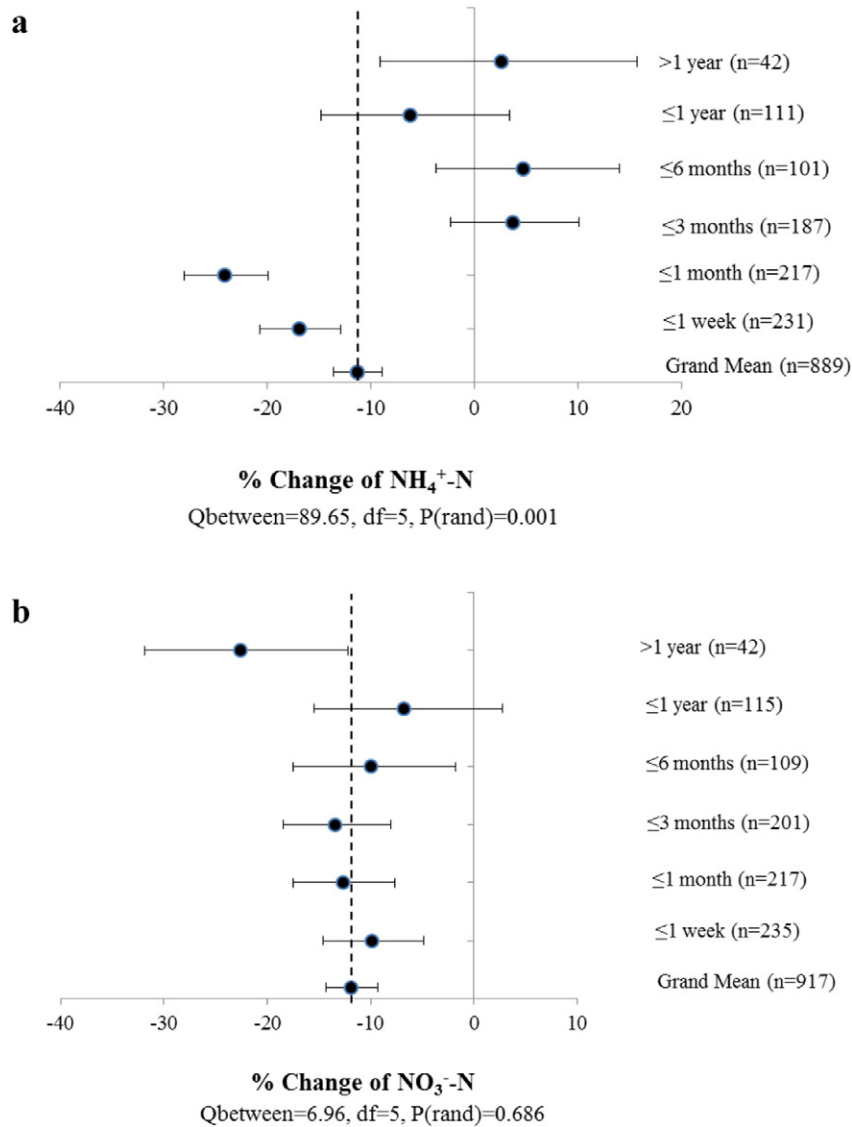 a
>1 year (n=42)
≤1 year (n=111)
≤6 months (n=101)
≤3 months (n=187)
≤1 month (n=217)
≤1 week (n=231)
Grand Mean (n=889)
-40 -30 -20 -10 0 10 20
% Change of NH₄⁺-N
Qbetween=89.65, df=5, P(rand)=0.001
b
>1 year (n=42)
≤1 year (n=115)
≤6 months (n=109)
≤3 months (n=201)
≤1 month (n=217)
≤1 week (n=235)
Grand Mean (n=917)
-40 -30 -20 -10 0 10
% Change of NO₃⁻-N
Qbetween=6.96, df=5, P(rand)=0.686